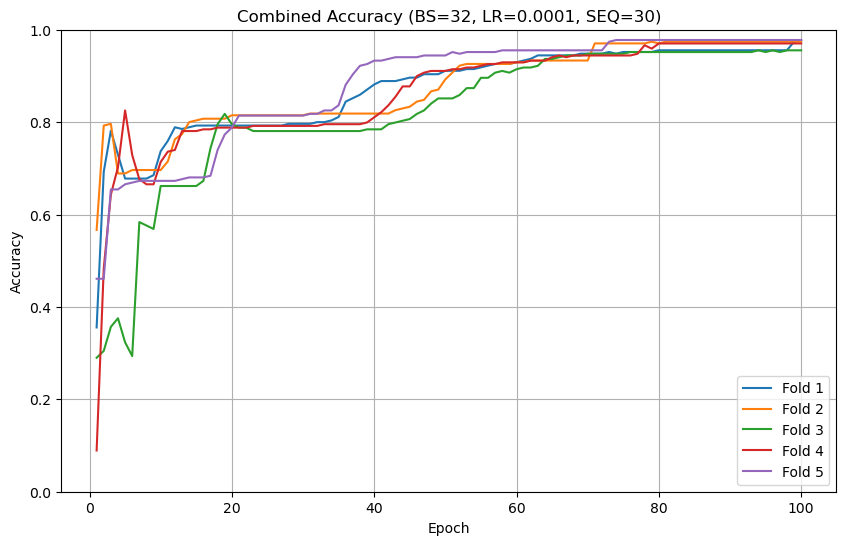 Combined Accuracy (BS=32, LR=0.0001, SEQ=30)
1.0
0.8
0.6
0.4
0.2
0.0
Accuracy
0 20 40 60 80 100
Epoch
Fold 1
Fold 2
Fold 3
Fold 4
Fold 5